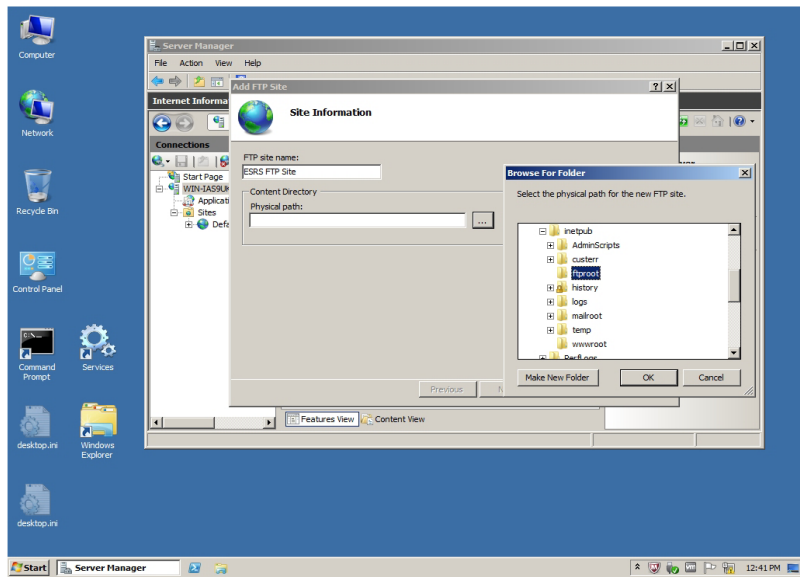 Computer
Network
Recycle Bin
Control Panel
Command Prompt
Services
desktop.ini
Windows Explorer
desktop.ini
Server Manager
File Action View Help
Internet Informa
Connections
Start Page
WIN-IAS9U
Applicati
Sites
Defa
Add FTP Site
Site Information
FTP site name:
ESRS FTP Site
Content Directory
Physical path:
...
Previous
Browse For Folder
Select the physical path for the new FTP site.
inetpub
AdminScripts
custerr
ftproot
history
logs
mailroot
temp
wwwroot
PerfLogs
Make New Folder
OK
Cancel
Features View
Content View
Start
Server Manager
12:41 PM